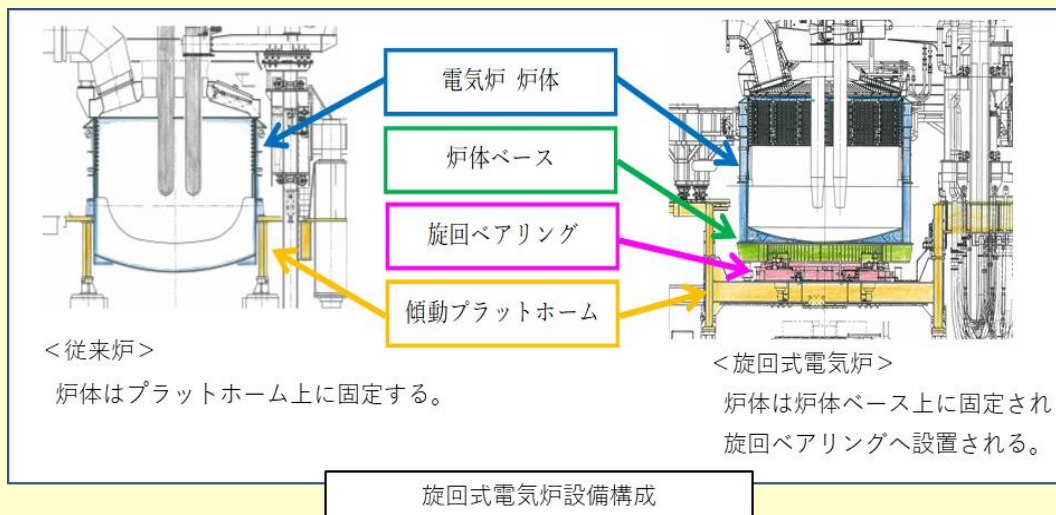 電気炉 炉体
炉体ベース
旋回ベアリング
傾動プラットホーム
＜従来炉＞
炉体はプラットホーム上に固定する。
＜旋回式電気炉＞
炉体は炉体ベース上に固定され
旋回ベアリングへ設置される。
旋回式電気炉設備構成